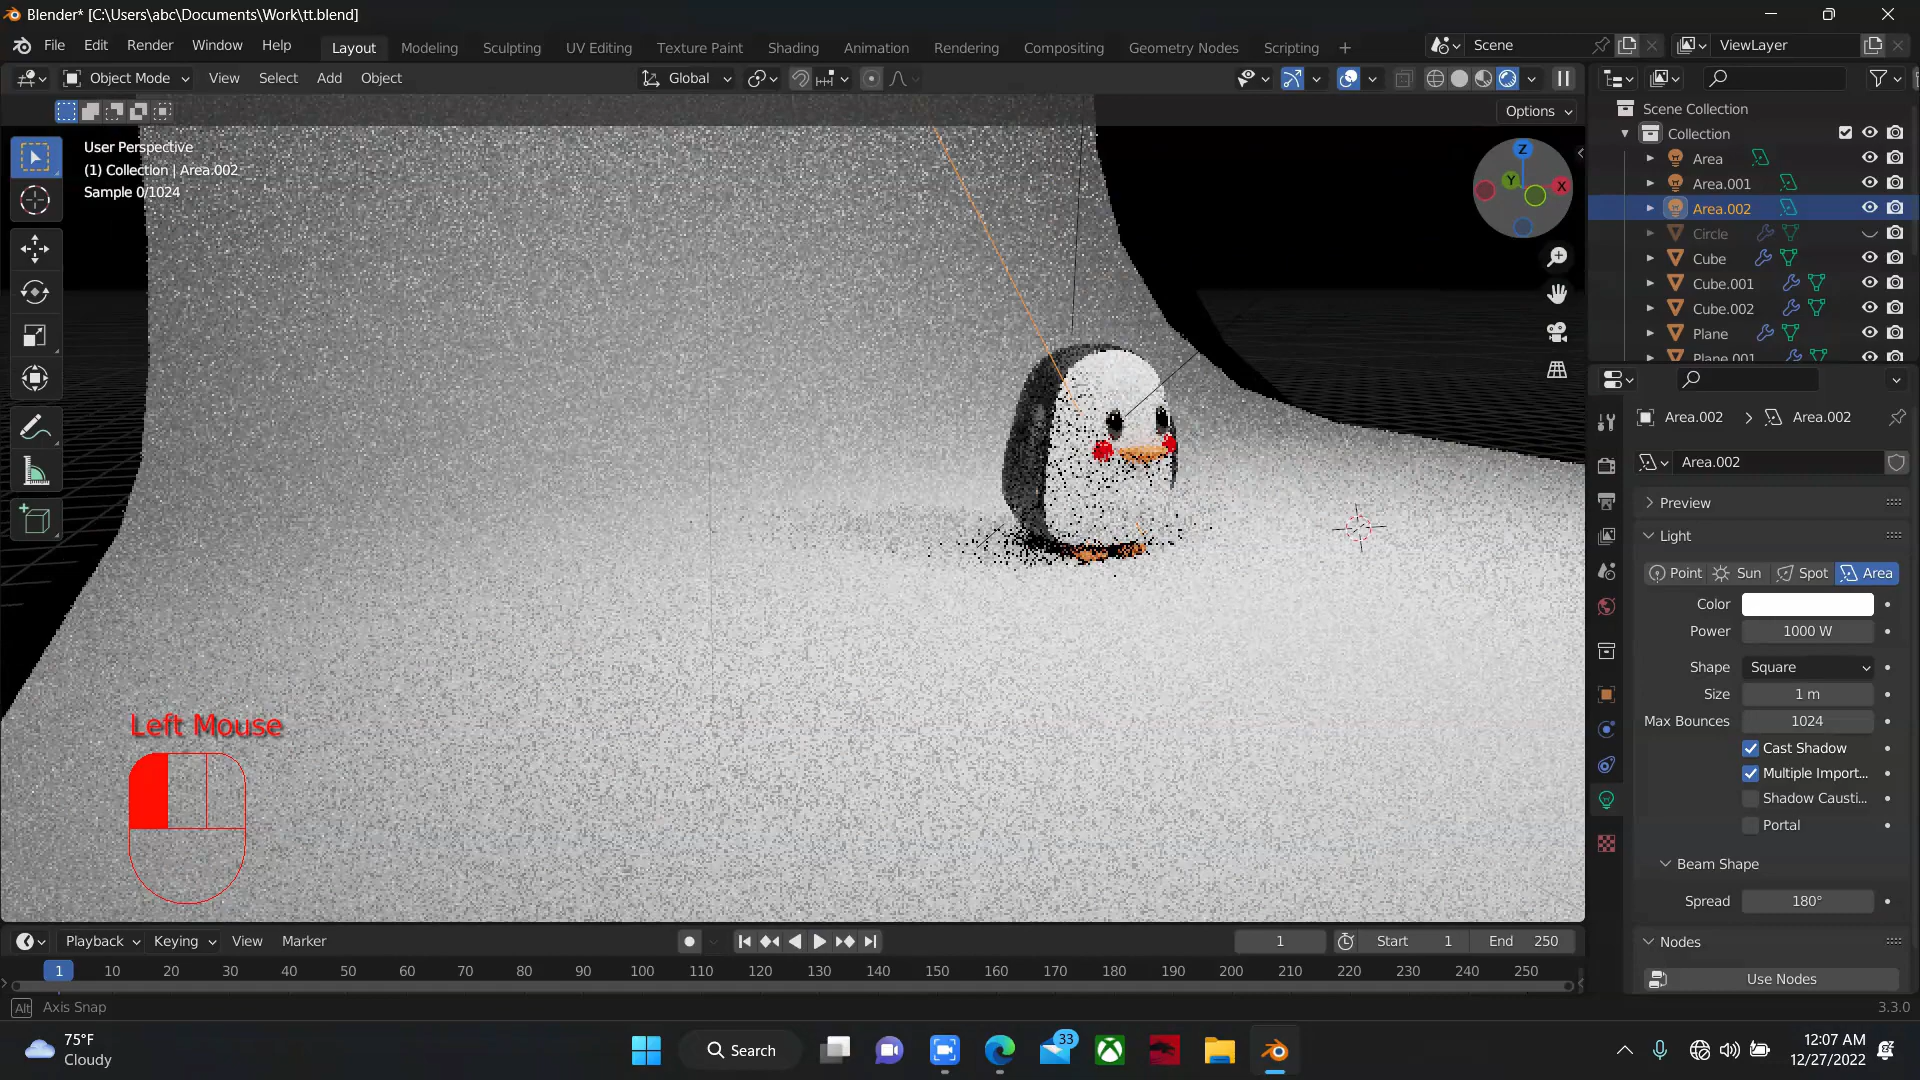 Blender* [C:\Users\abc\Documents\Work\tt.blend]
File Edit Render Window Help Layout Modeling Sculpting UV Editing Texture Paint Shading Animation Rendering Compositing Geometry Nodes Scripting + Scene ViewLayer
Object Mode View Select Add Object Global
Options
User Perspective
(1) Collection | Area.002
Sample 0/1024
Z
Y
X
Scene Collection
Collection
Area
Area.001
Area.002
Circle
Cube
Cube.001
Cube.002
Plane
Plane.001
Area.002 > Area.002
Area.002
Preview
Light
Point Sun Spot Area
Color
Power 1000 W
Shape Square
Size 1 m
Max Bounces 1024
Cast Shadow
Multiple Import...
Shadow Causti...
Portal
Beam Shape
Spread 180°
Nodes
Use Nodes
Left Mouse
Playback Keying View Marker 1 Start 1 End 250
1 10 20 30 40 50 60 70 80 90 100 110 120 130 140 150 160 170 180 190 200 210 220 230 240 250
Alt Axis Snap 3.3.0
75°F
Cloudy
Search
33
12:07 AM
12/27/2022